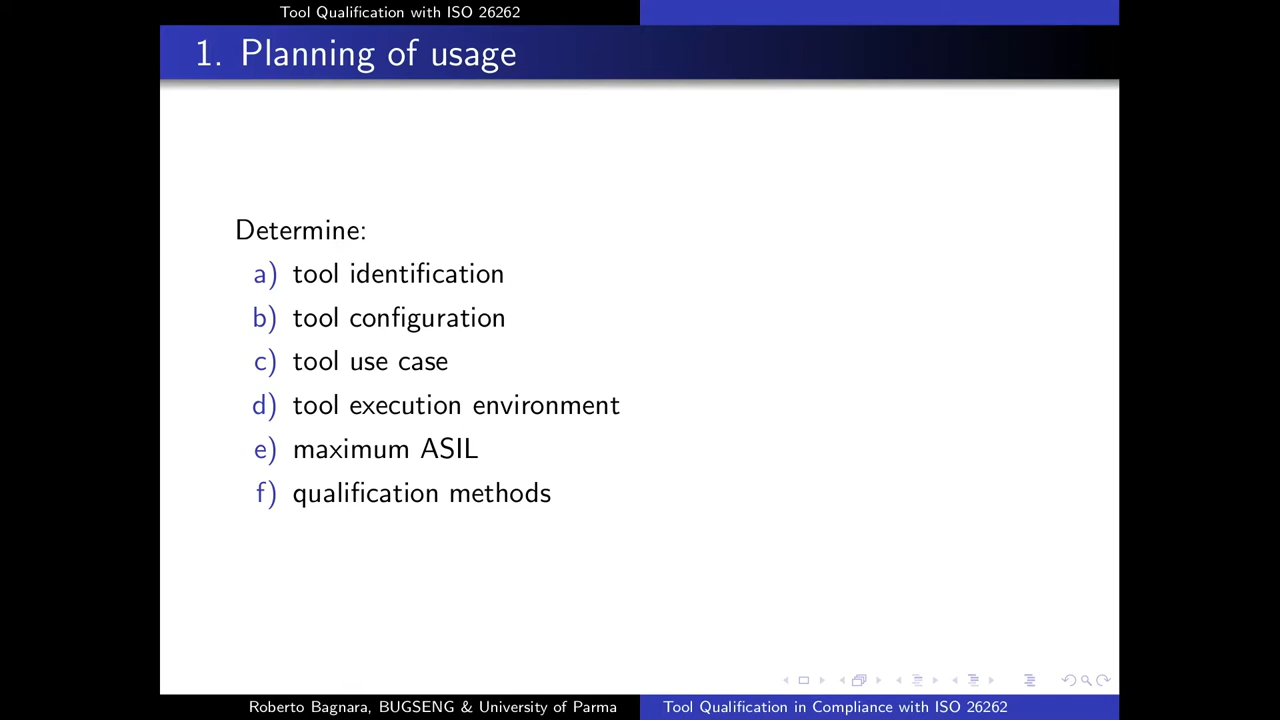 Tool Qualification with ISO 26262
1. Planning of usage
Determine:
a) tool identification
b) tool configuration
c) tool use case
d) tool execution environment
e) maximum ASIL
f) qualification methods
Roberto Bagnara, BUGSENG & University of Parma
Tool Qualification in Compliance with ISO 26262